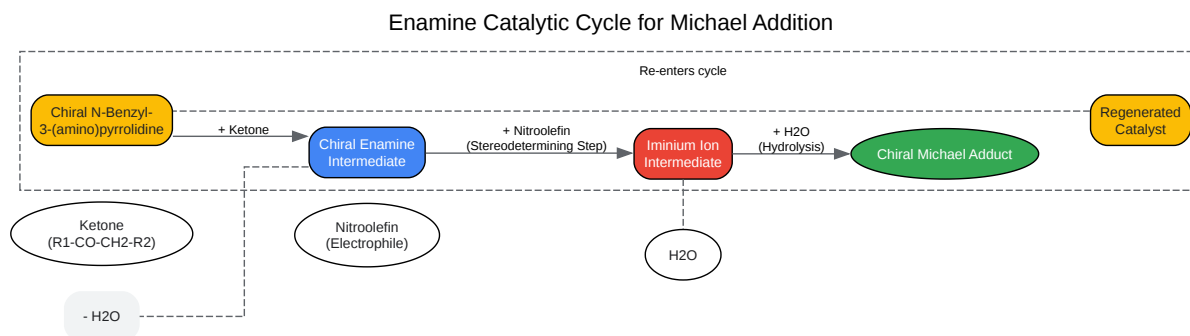 Enamine Catalytic Cycle for Michael Addition
Re-enters cycle
Chiral N-Benzyl-
3-(amino)pyrrolidine
+ Ketone
Chiral Enamine
Intermediate
+ Nitroolefin
(Stereodetermining Step)
Iminium Ion
Intermediate
+ H2O
(Hydrolysis)
Chiral Michael Adduct
Regenerated
Catalyst
Ketone
(R1-CO-CH2-R2)
Nitroolefin
(Electrophile)
H2O
- H2O